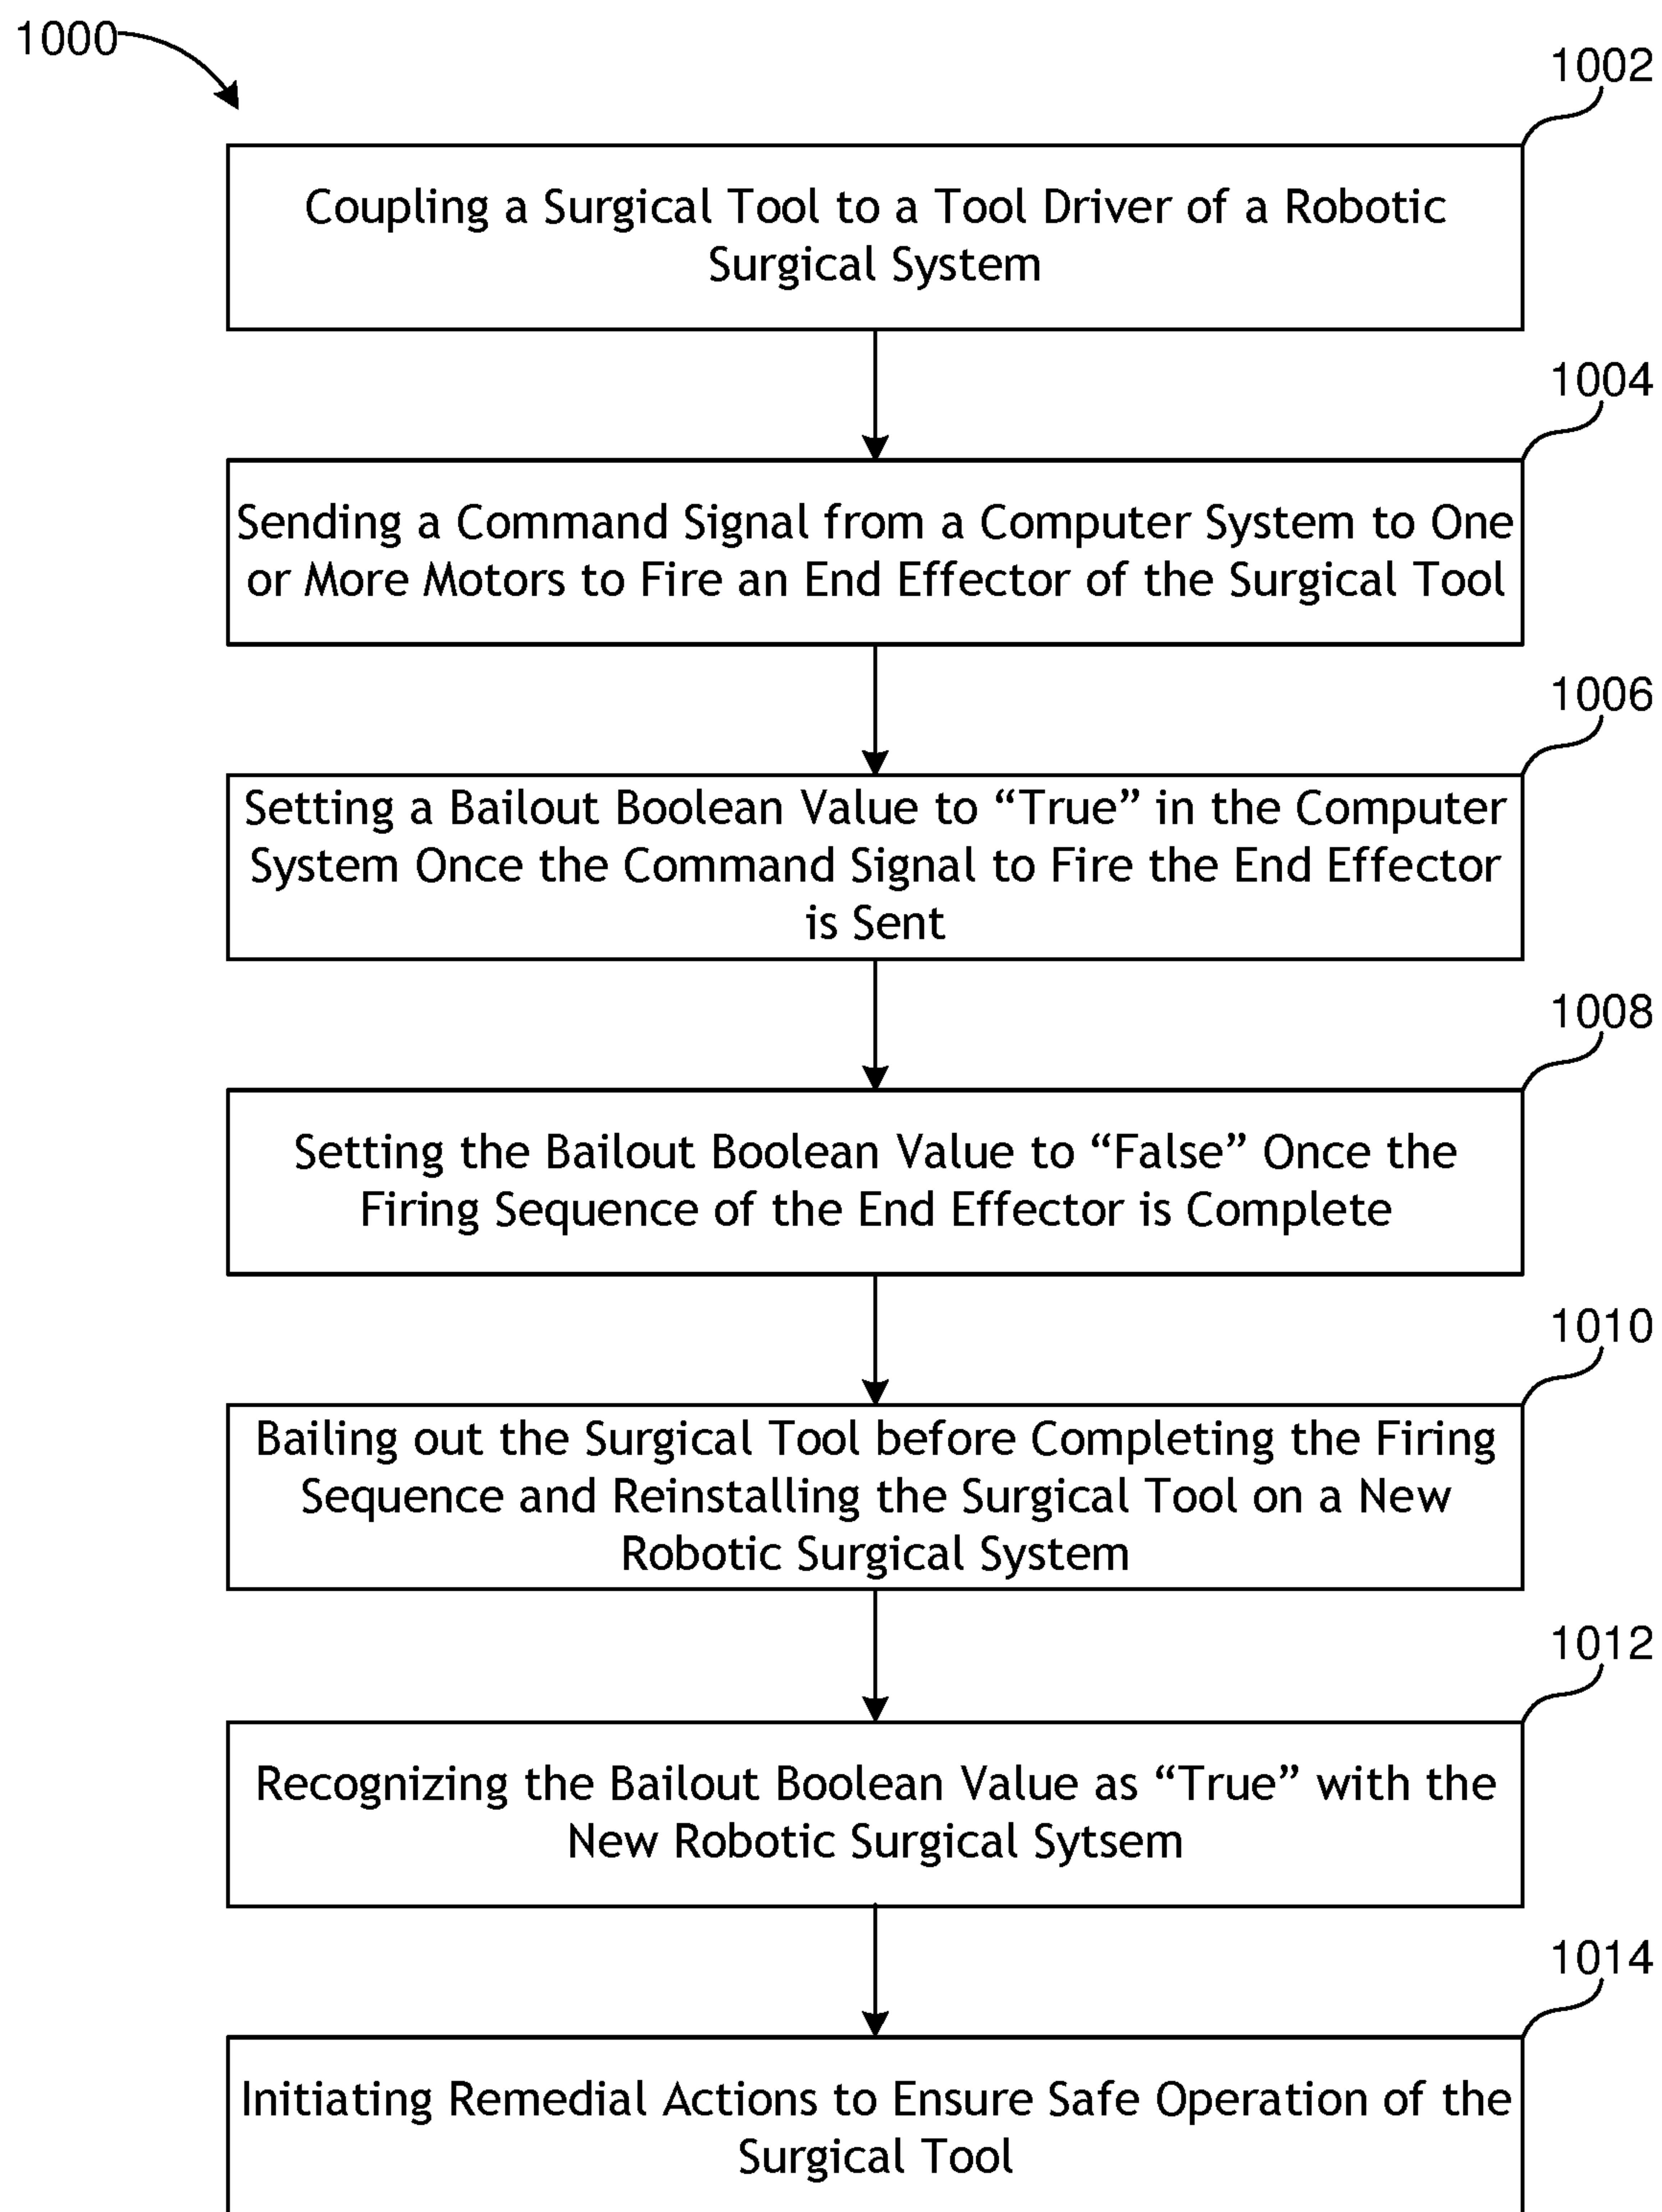 1000
1002
Coupling a Surgical Tool to a Tool Driver of a Robotic
Surgical System
1004
Sending a Command Signal from a Computer System to One
or More Motors to Fire an End Effector of the Surgical Tool
1006
Setting a Bailout Boolean Value to “True” in the Computer
System Once the Command Signal to Fire the End Effector
is Sent
1008
Setting the Bailout Boolean Value to “False” Once the
Firing Sequence of the End Effector is Complete
1010
Bailing out the Surgical Tool before Completing the Firing
Sequence and Reinstalling the Surgical Tool on a New
Robotic Surgical System
1012
Recognizing the Bailout Boolean Value as “True” with the
New Robotic Surgical Sytsem
1014
Initiating Remedial Actions to Ensure Safe Operation of the
Surgical Tool